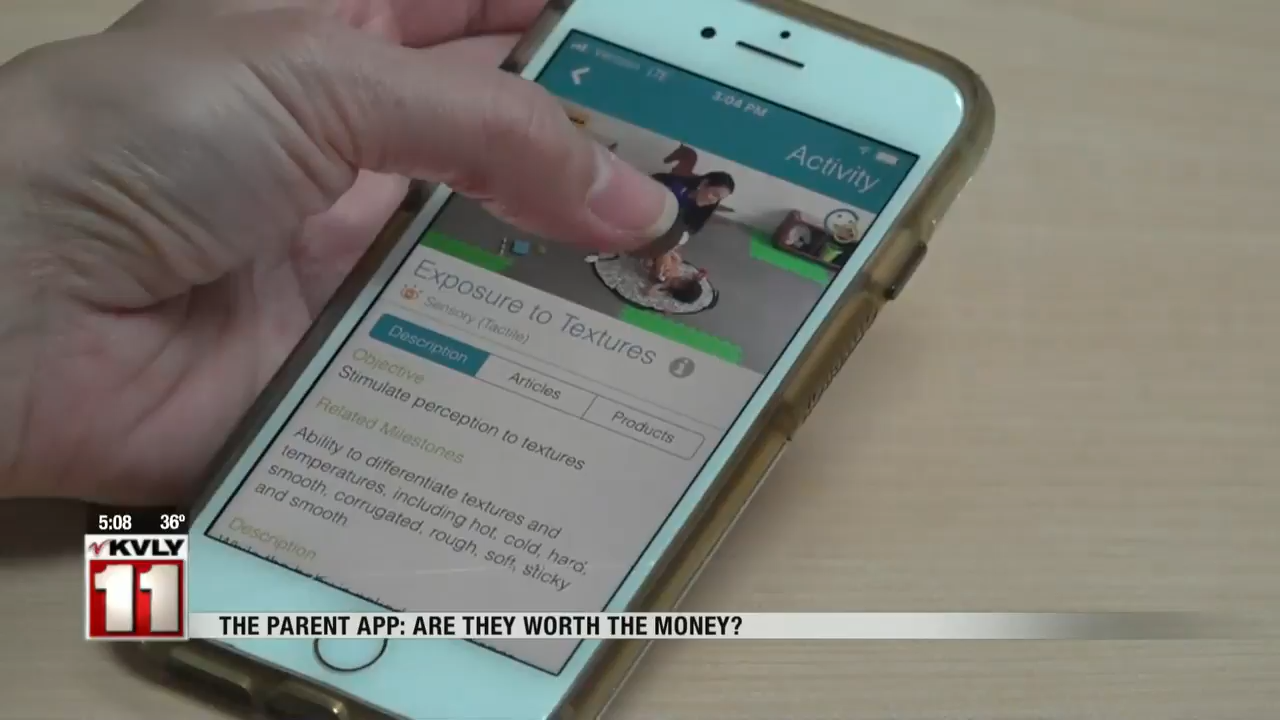 Verizon LTE
3:04 PM
Activity
Exposure to Textures
Sensory (Tactile)
Description
Articles
Products
Objective
Stimulate perception to textures
Related Milestones
Ability to differentiate textures and
temperatures, including hot, cold, hard,
smooth, corrugated, rough, soft, sticky
and smooth
Description
5:08 36°
KVLY
11
THE PARENT APP: ARE THEY WORTH THE MONEY?